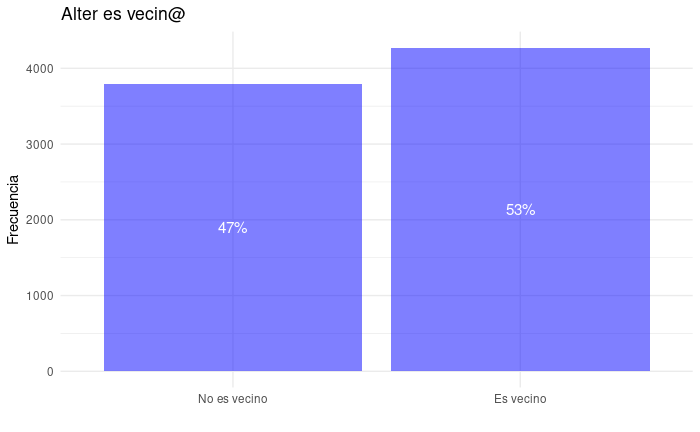 Alter es vecin@
Frecuencia
4000
3000
2000
1000
0
47%
53%
No es vecino
Es vecino